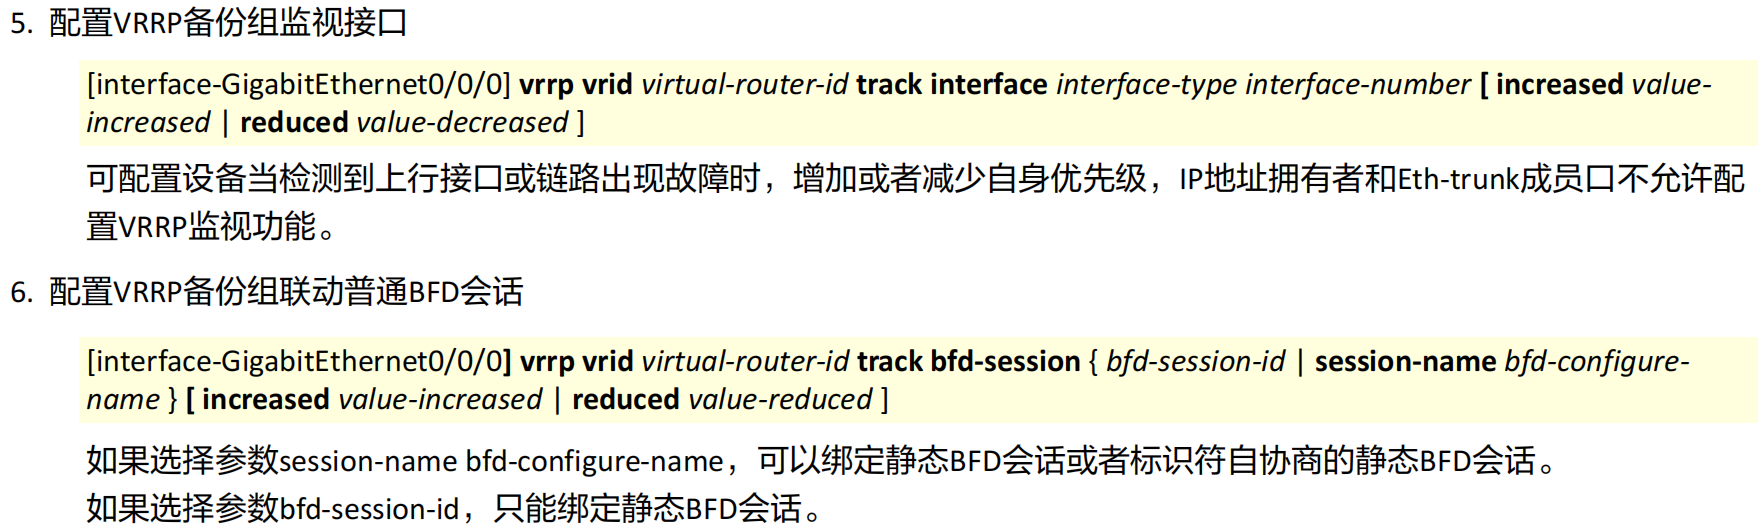 5. 配置VRRP备份组监视接口
[interface-GigabitEthernet0/0/0] vrrp vrid virtual-router-id track interface interface-type interface-number [ increased value-
increased | reduced value-decreased ]
可配置设备当检测到上行接口或链路出现故障时，增加或者减少自身优先级，IP地址拥有者和Eth-trunk成员口不允许配
置VRRP监视功能。
6. 配置VRRP备份组联动普通BFD会话
[interface-GigabitEthernet0/0/0] vrrp vrid virtual-router-id track bfd-session { bfd-session-id | session-name bfd-configure-
name } [ increased value-increased | reduced value-reduced ]
如果选择参数session-name bfd-configure-name，可以绑定静态BFD会话或者标识符自协商的静态BFD会话。
如果选择参数bfd-session-id，只能绑定静态BFD会话。